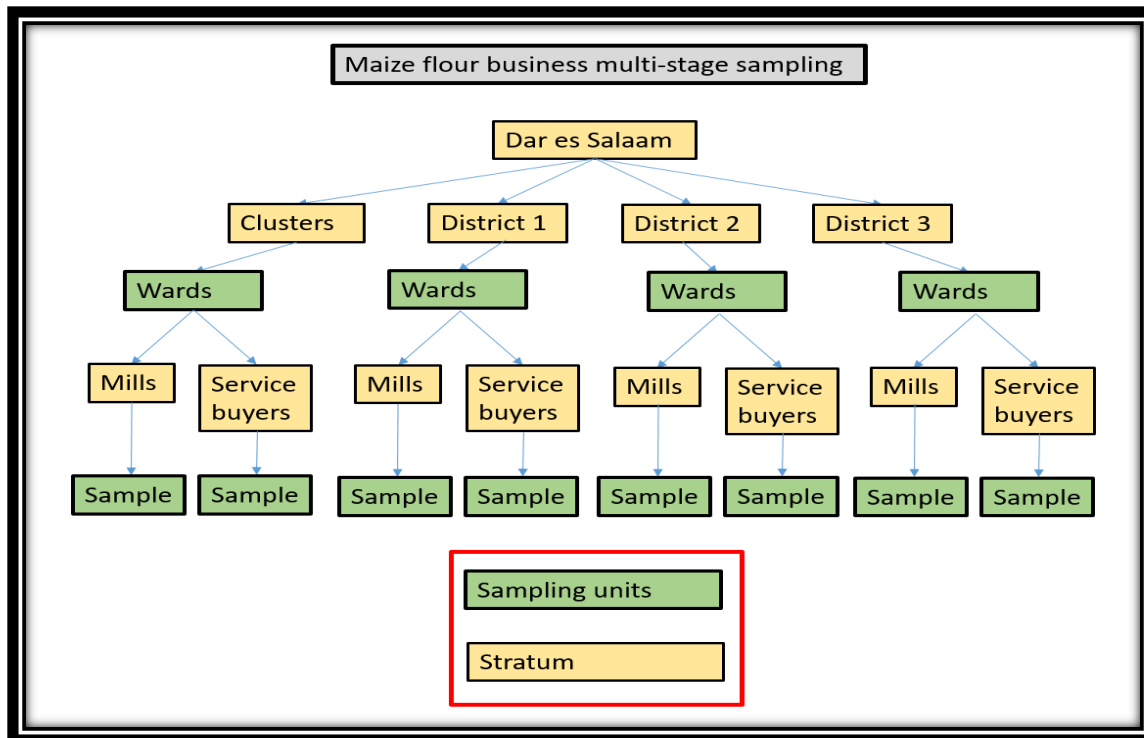 Maize flour business multi-stage sampling
Dar es Salaam
Clusters
District 1
District 2
District 3
Wards
Wards
Wards
Wards
Mills
Service
buyers
Mills
Service
buyers
Mills
Service
buyers
Mills
Service
buyers
Sample
Sample
Sample
Sample
Sample
Sample
Sample
Sample
Sampling units
Stratum